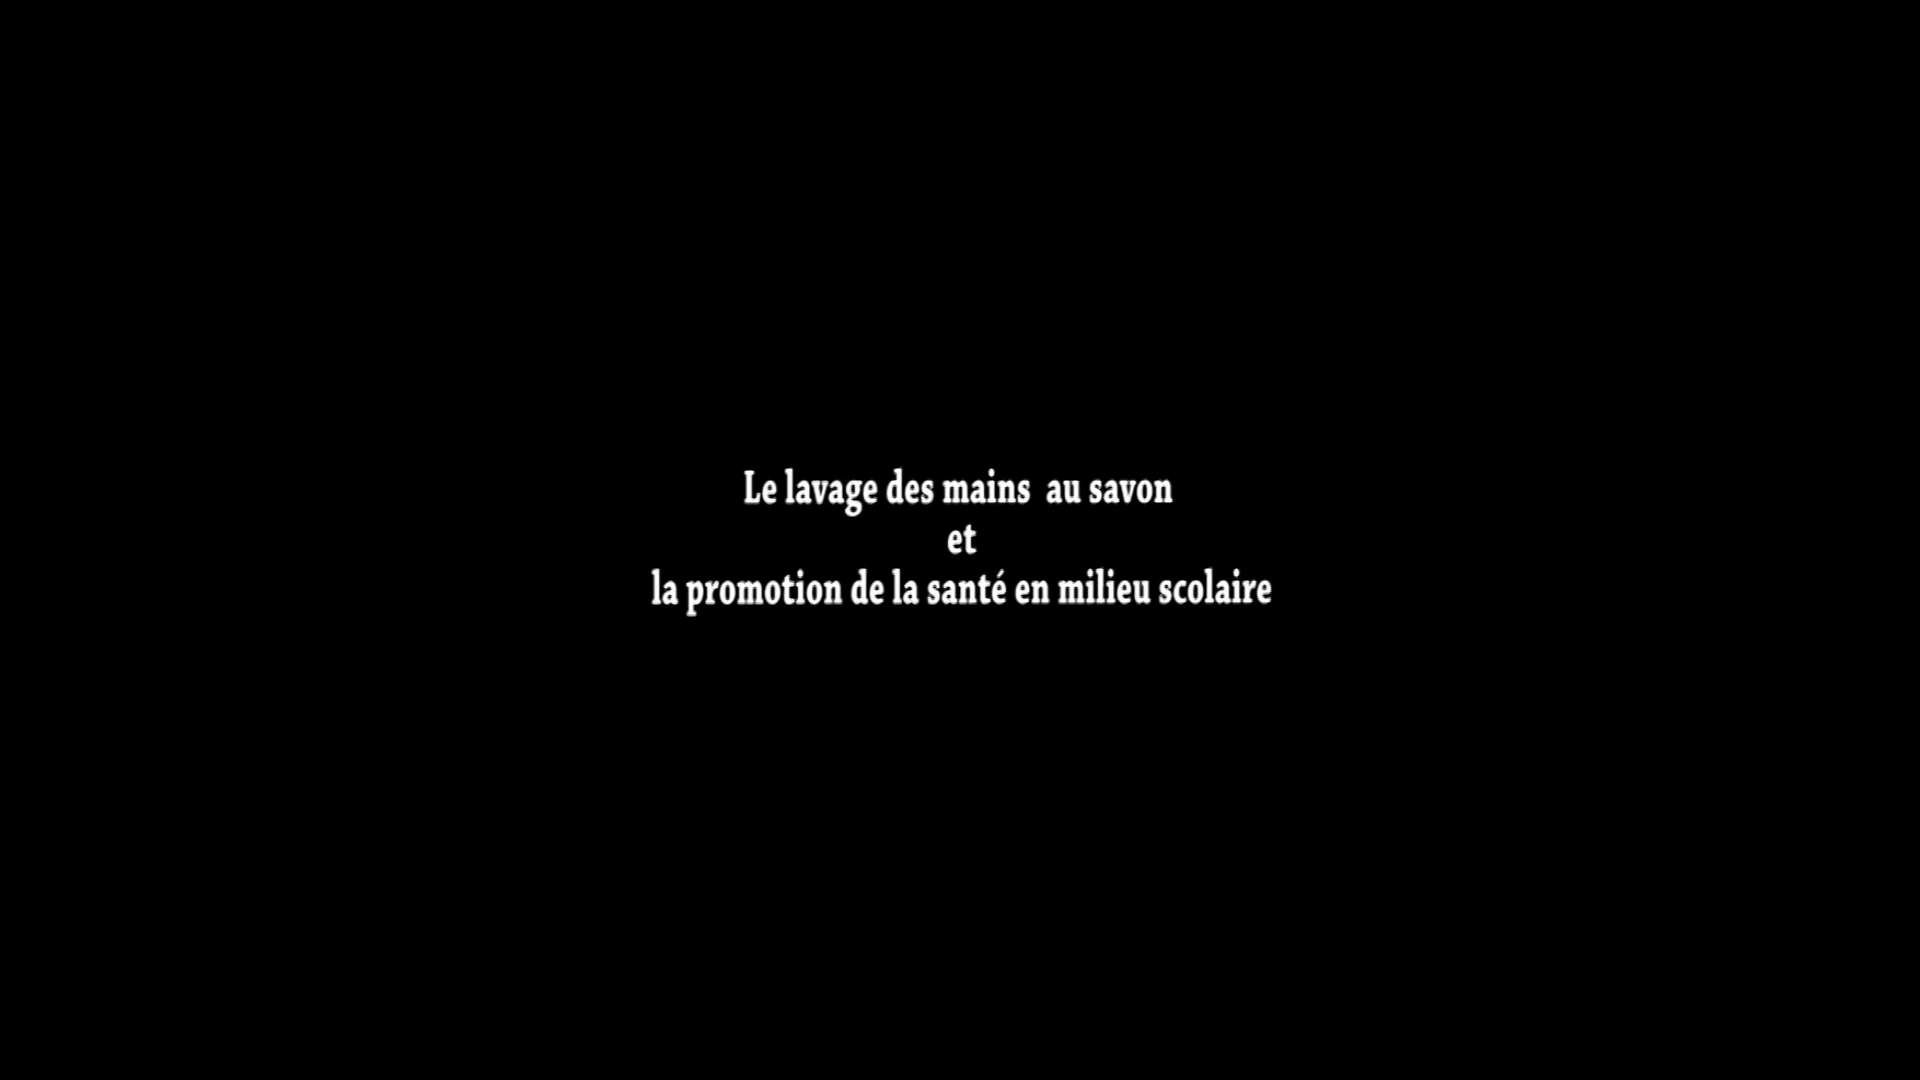 Le lavage des mains  au savon
et
la promotion de la santé en milieu scolaire